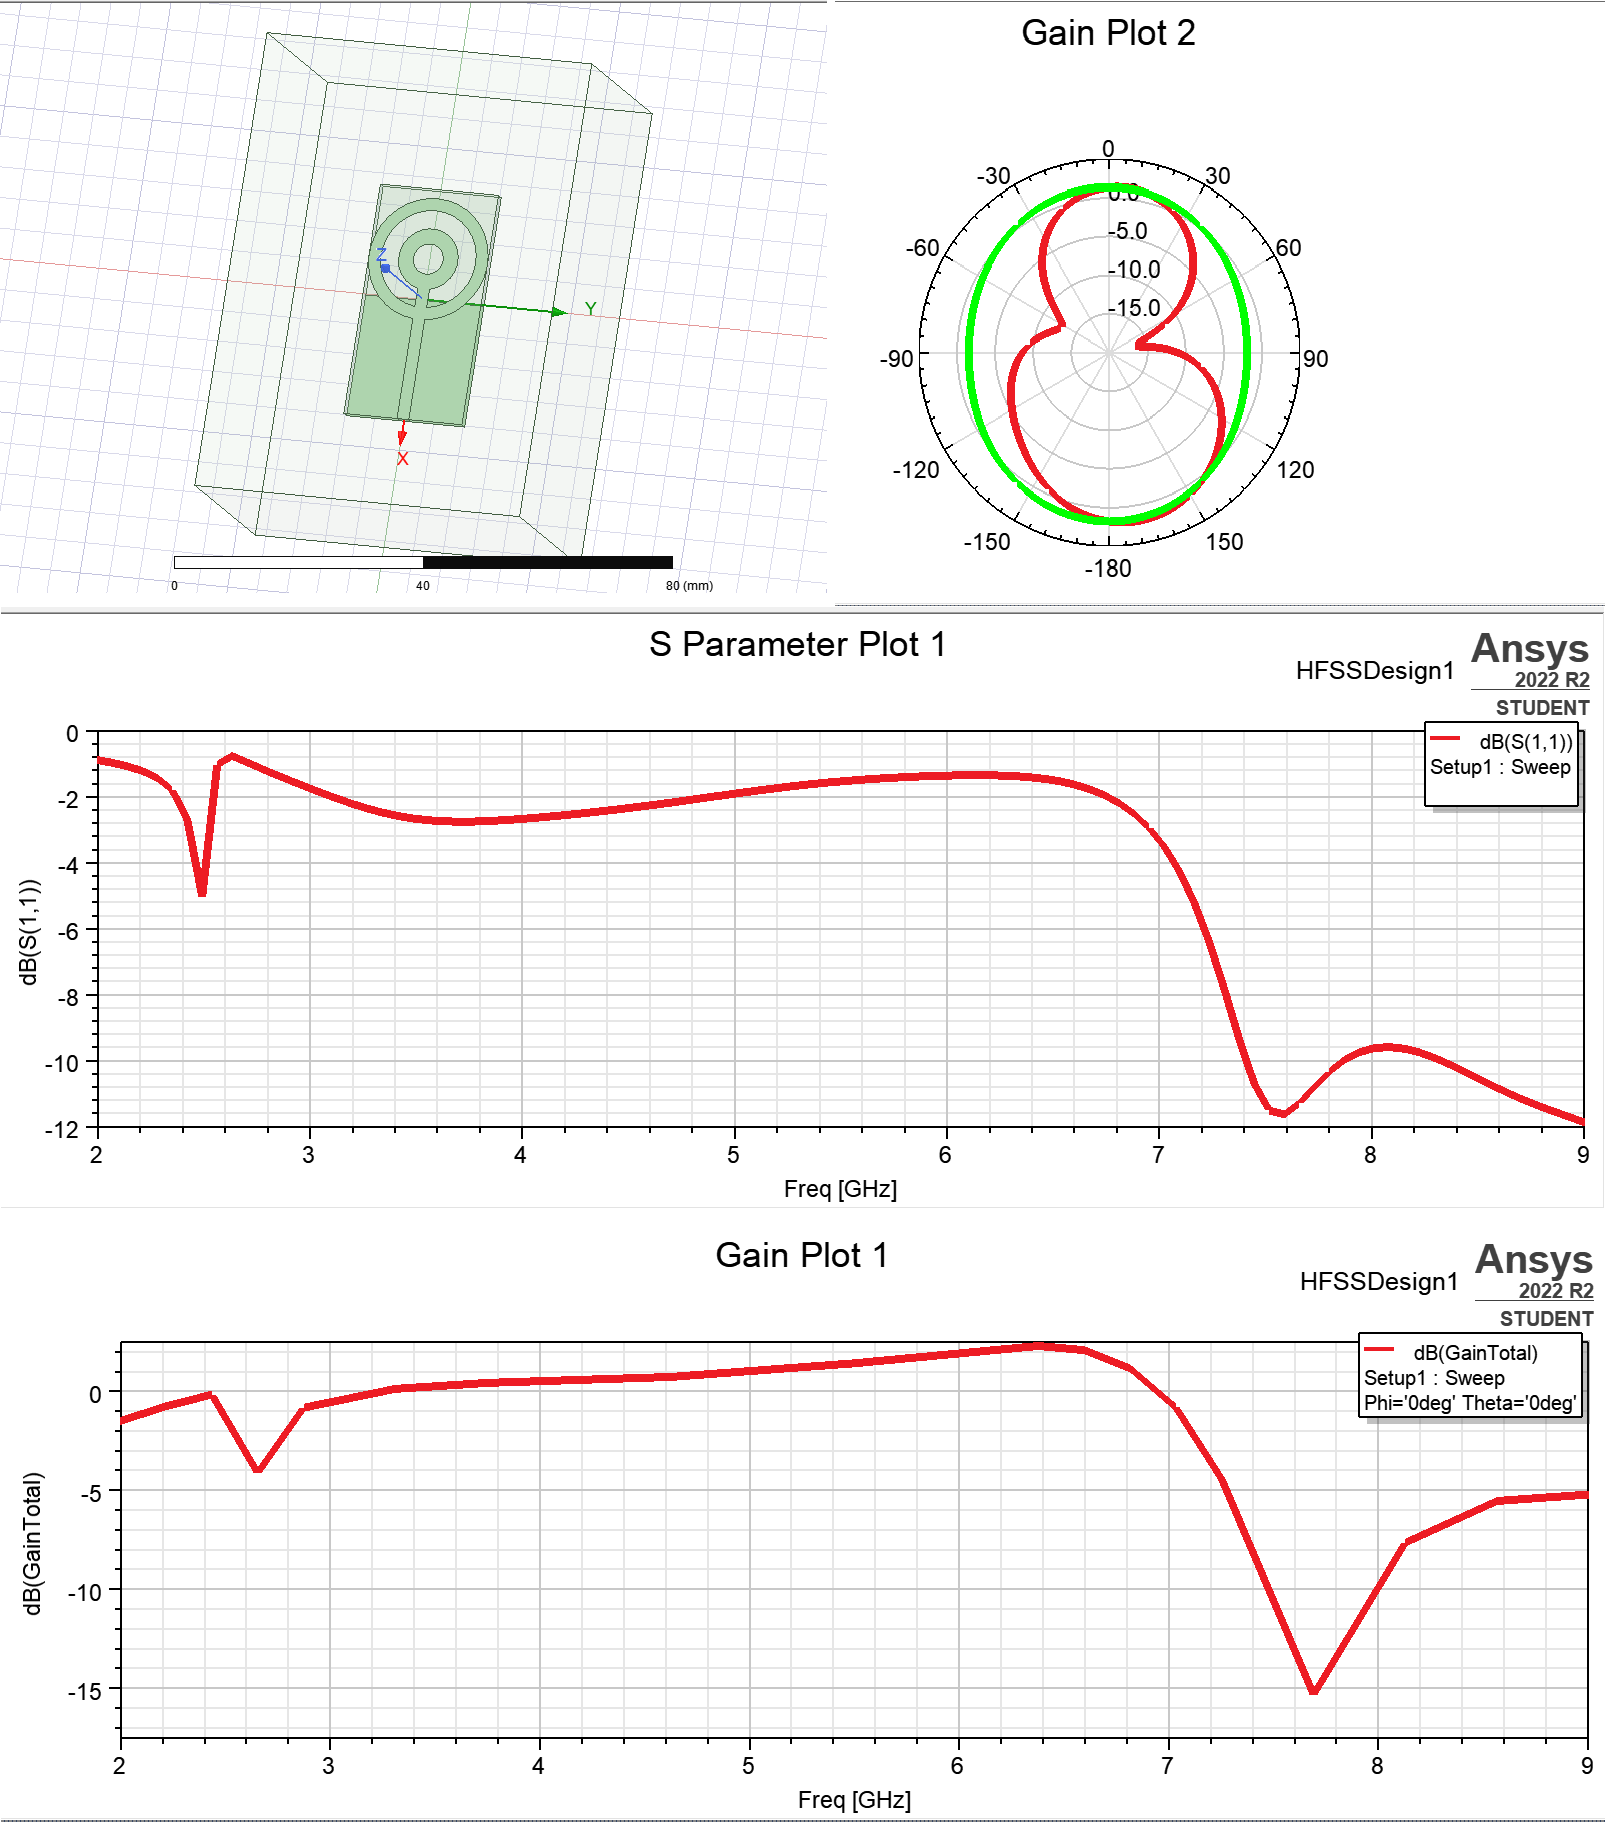 Z
Y
X
0
40
80 (mm)
Gain Plot 2
0
-30
30
0.0
-60
60
-5.0
-10.0
-15.0
-90
90
-120
120
-150
150
-180
S Parameter Plot 1
HFSSDesign1
Ansys
2022 R2
STUDENT
dB(S(1,1))
Setup1 : Sweep
0
-2
-4
-6
-8
-10
-12
dB(S(1,1))
2
3
4
5
6
7
8
9
Freq [GHz]
Gain Plot 1
HFSSDesign1
Ansys
2022 R2
STUDENT
dB(GainTotal)
Setup1 : Sweep
Phi='0deg' Theta='0deg'
0
-5
-10
-15
dB(GainTotal)
2
3
4
5
6
7
8
9
Freq [GHz]